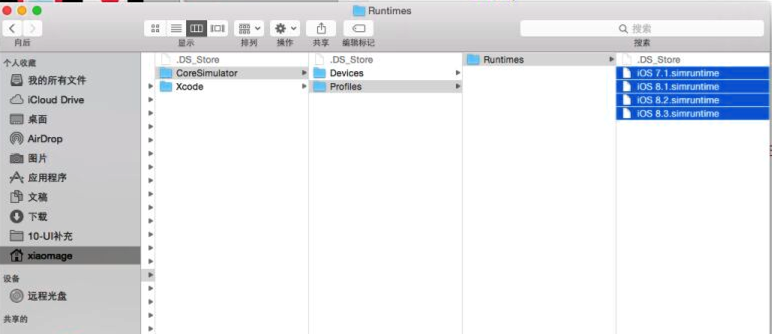 Runtimes
向后
显示
排列
操作
共享
编辑标记
搜索
搜索
个人收藏
我的所有文件
iCloud Drive
桌面
AirDrop
图片
应用程序
文稿
下载
10-UI补充
xiaomage
设备
远程光盘
共享的
.DS_Store
CoreSimulator
Xcode
.DS_Store
Devices
Profiles
Runtimes
.DS_Store
iOS 7.1.simruntime
iOS 8.1.simruntime
iOS 8.2.simruntime
iOS 8.3.simruntime